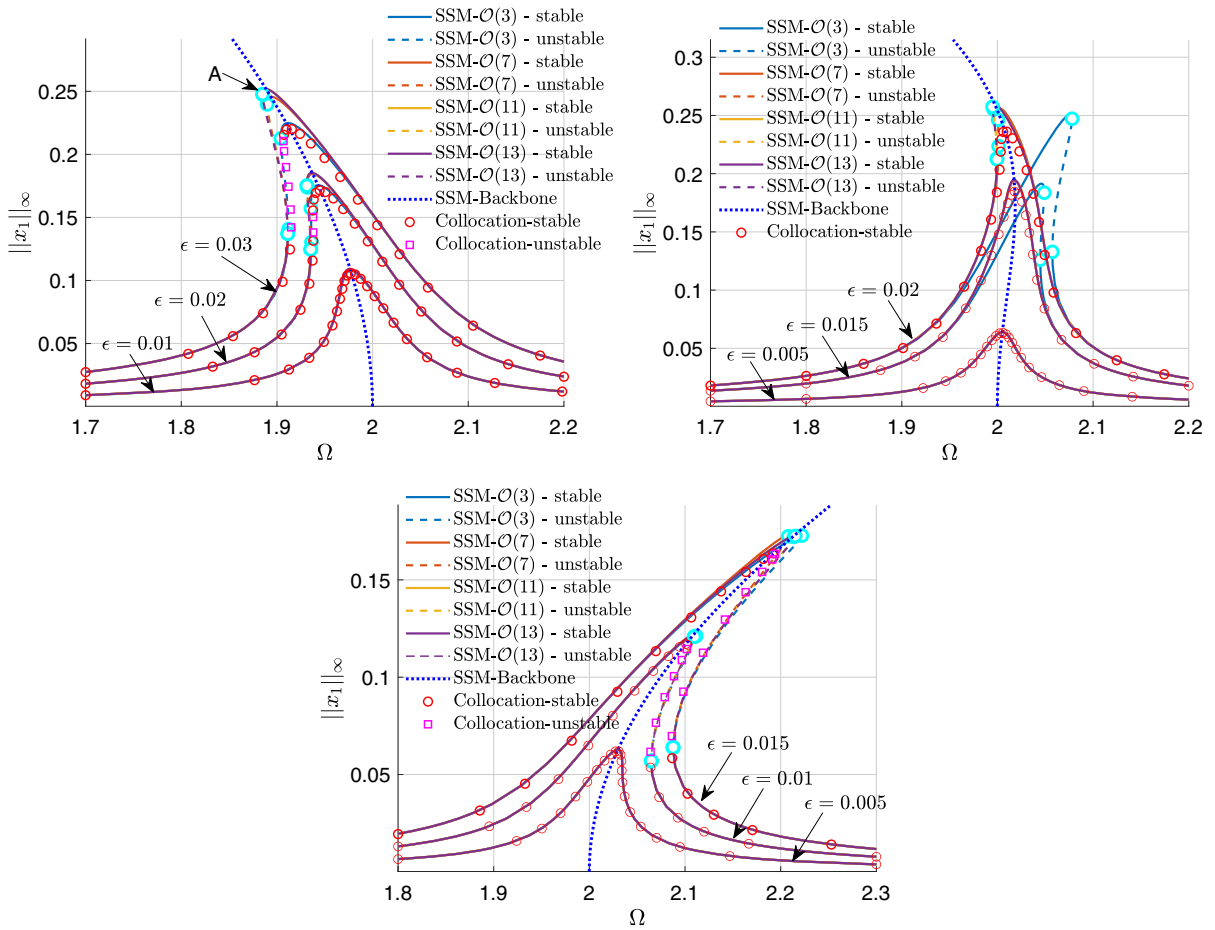 SSM-𝒪(3) - stable
SSM-𝒪(3) - unstable
SSM-𝒪(7) - stable
SSM-𝒪(7) - unstable
SSM-𝒪(11) - stable
SSM-𝒪(11) - unstable
SSM-𝒪(13) - stable
SSM-𝒪(13) - unstable
SSM-Backbone
Collocation-stable
Collocation-unstable
A
||x₁||∞
0.25
0.2
0.15
0.1
0.05
ϵ = 0.03
ϵ = 0.02
ϵ = 0.01
1.7 1.8 1.9 2 2.1 2.2
Ω
SSM-𝒪(3) - stable
SSM-𝒪(3) - unstable
SSM-𝒪(7) - stable
SSM-𝒪(7) - unstable
SSM-𝒪(11) - stable
SSM-𝒪(11) - unstable
SSM-𝒪(13) - stable
SSM-𝒪(13) - unstable
SSM-Backbone
Collocation-stable
||x₁||∞
0.3
0.25
0.2
0.15
0.1
0.05
ϵ = 0.02
ϵ = 0.015
ϵ = 0.005
1.7 1.8 1.9 2 2.1 2.2
Ω
SSM-𝒪(3) - stable
SSM-𝒪(3) - unstable
SSM-𝒪(7) - stable
SSM-𝒪(7) - unstable
SSM-𝒪(11) - stable
SSM-𝒪(11) - unstable
SSM-𝒪(13) - stable
SSM-𝒪(13) - unstable
SSM-Backbone
Collocation-stable
Collocation-unstable
||x₁||∞
0.15
0.1
0.05
ϵ = 0.015
ϵ = 0.01
ϵ = 0.005
1.8 1.9 2 2.1 2.2 2.3
Ω